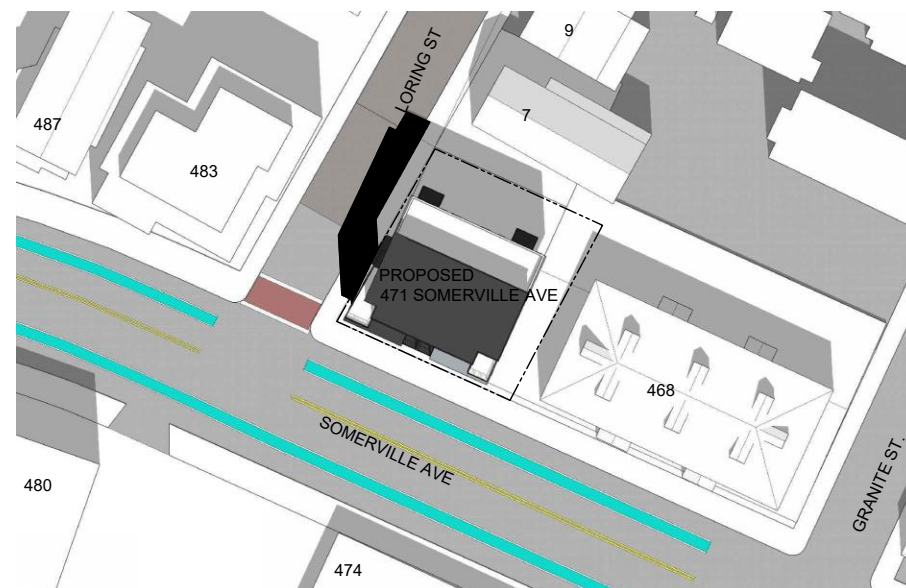 9
LORING ST
7
487
483
PROPOSED
471 SOMERVILLE AVE
468
SOMERVILLE AVE
480
GRANITE ST.
474